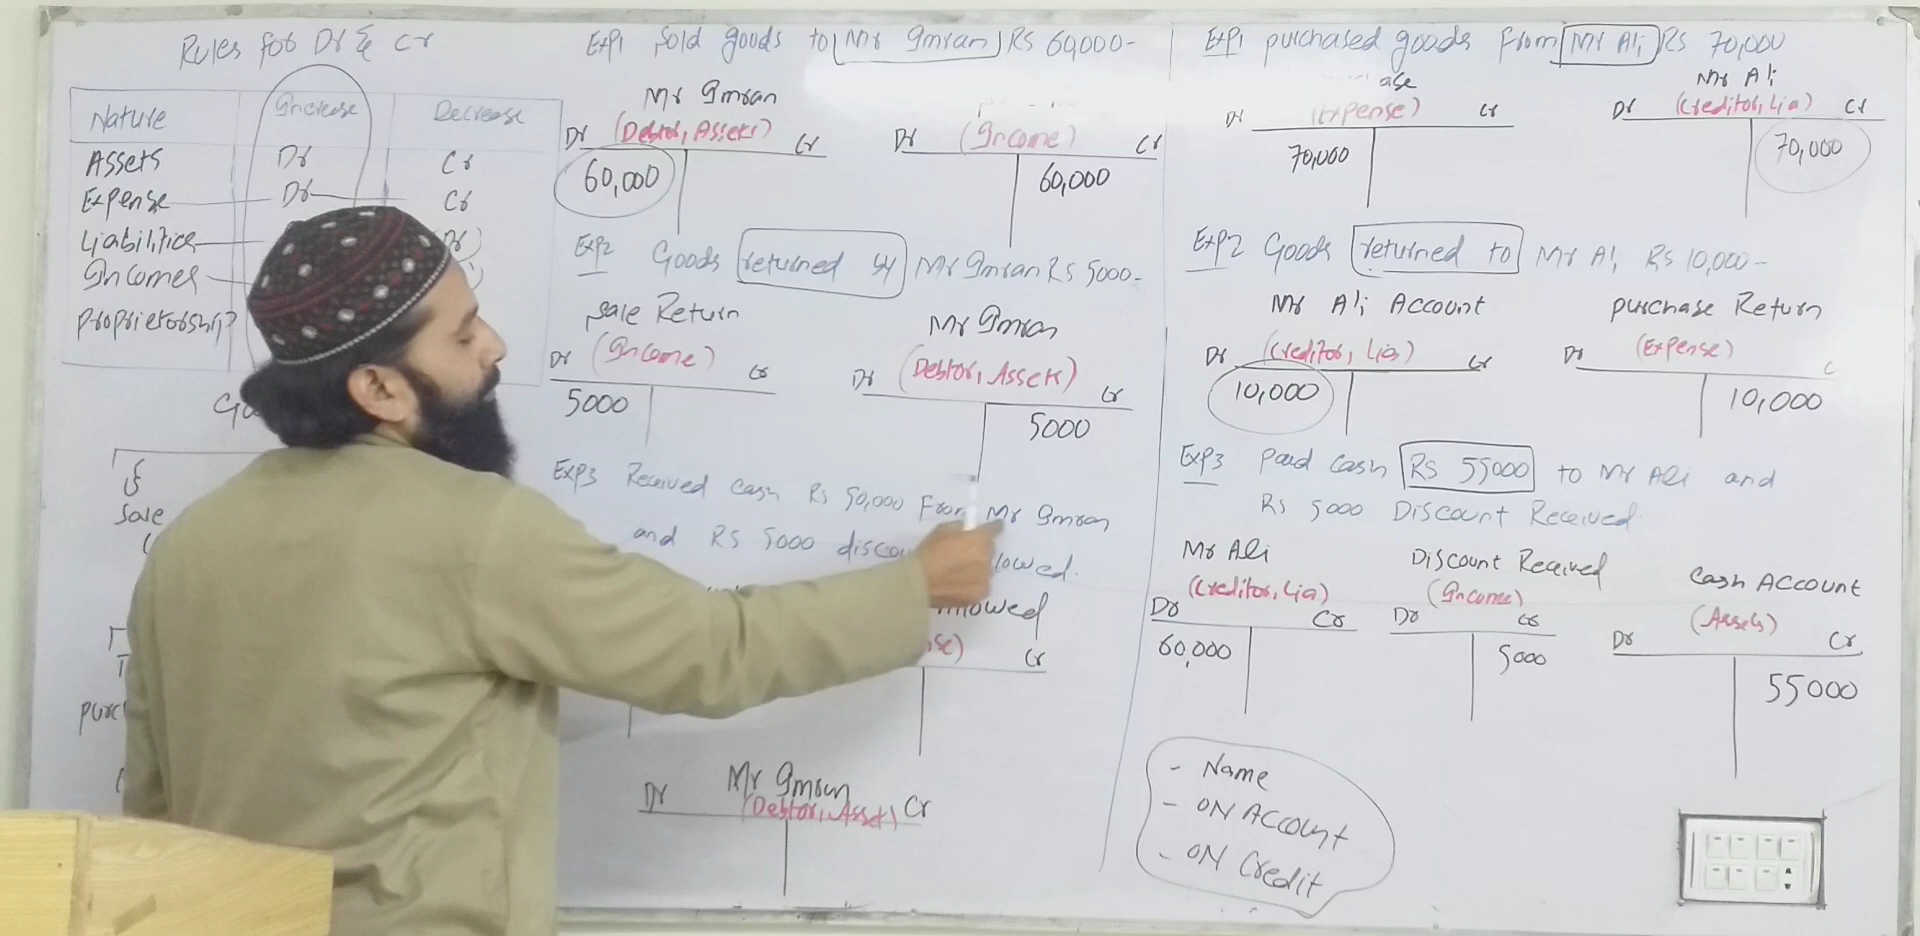 Rules for Dr & Cr
Nature Increase Decrease
Assets Dr Cr
Expense Dr Cr
Liabilities Dr
Incomes
Proprietorship
Sale
Exp1 Sold goods to Mr Imran Rs 60,000-
Mr Imran
Dr (Debtor, Assets) Cr
60,000
Dr (Income) Cr
60,000
Exp2 Goods returned by Mr Imran Rs 5000-
Sale Return
Dr (Income) Cr
5000
Mr Imran
Dr (Debtor, Assets) Cr
5000
Exp3 Received cash Rs 50,000 From Mr Imran
and Rs 5000
Cr
Mr Imran
Dr (Debtor, Asset) Cr
Exp1 purchased goods from Mr Ali Rs 70,000
Dr (Expense) Cr
70,000
Mr Ali
Dr (Creditor, Lia) Cr
70,000
Exp2 Goods returned to Mr Ali Rs 10,000-
Mr Ali Account
Dr (Creditor, Lia) Cr
10,000
Purchase Return
Dr (Expense) C
10,000
Exp3 Paid cash Rs 55000 to Mr Ali and
Rs 5000 Discount Received.
Mr Ali
(Creditor, Lia)
Dr Cr
60,000
Discount Received
(Income)
Dr Cr
5000
Cash Account
(Assets)
Dr Cr
55000
- Name
- ON Account
- ON Credit